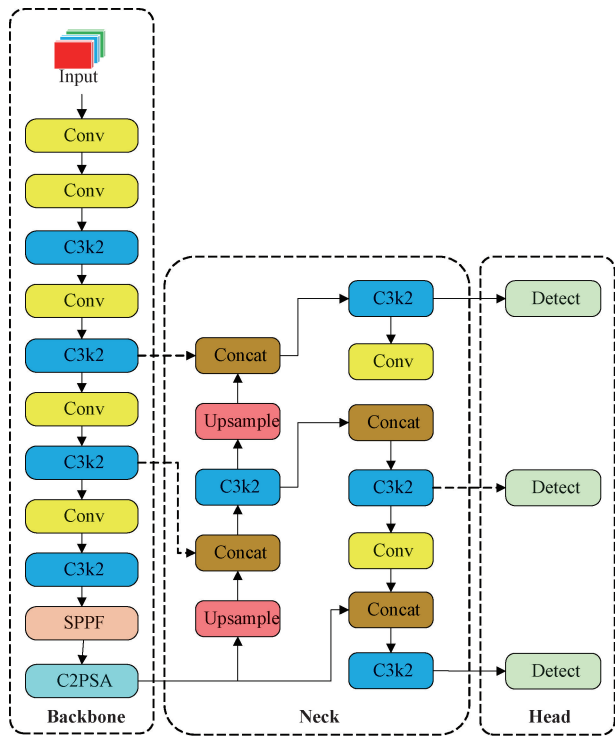 Input
Conv
Conv
C3k2
Conv
C3k2
Conv
C3k2
Conv
C3k2
SPPF
C2PSA
Backbone
Concat
Upsample
C3k2
Concat
Upsample
C3k2
Conv
Concat
C3k2
Conv
Concat
C3k2
Neck
Detect
Detect
Detect
Head